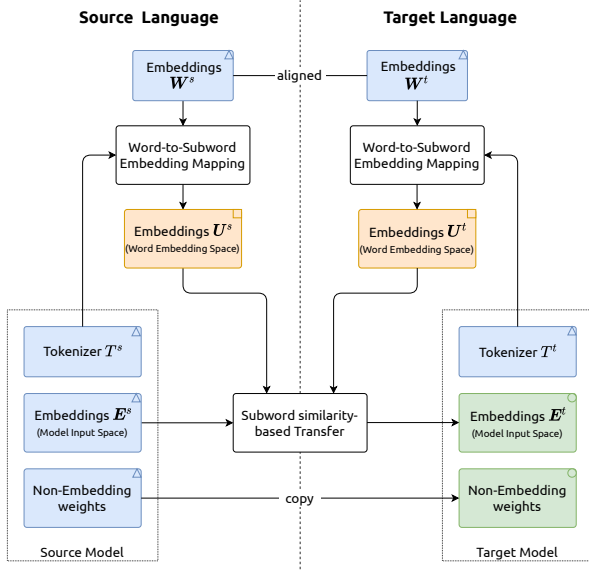 Source Language
Target Language
Embeddings
W^s
aligned
Embeddings
W^t
Word-to-Subword
Embedding Mapping
Word-to-Subword
Embedding Mapping
Embeddings U^s
(Word Embedding Space)
Embeddings U^t
(Word Embedding Space)
Tokenizer T^s
Tokenizer T^t
Embeddings E^s
(Model Input Space)
Subword similarity-
based Transfer
Embeddings E^t
(Model Input Space)
Non-Embedding
weights
copy
Non-Embedding
weights
Source Model
Target Model